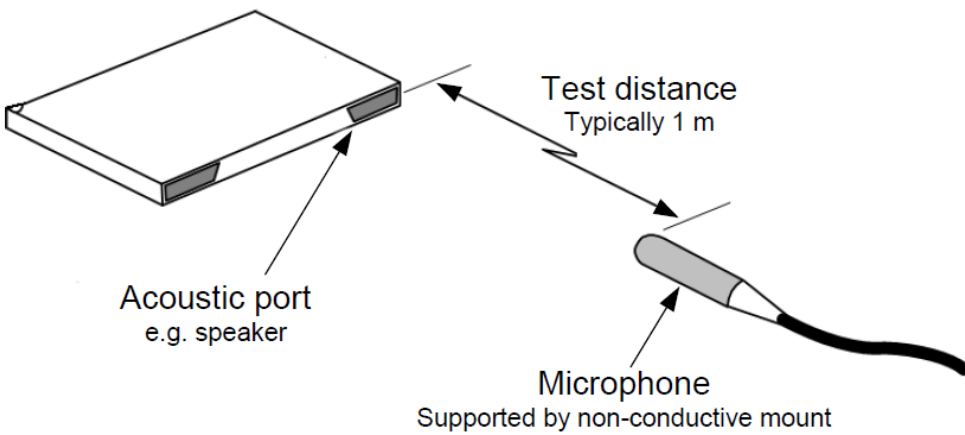 Test distance
Typically 1 m
Acoustic port
e.g. speaker
Microphone
Supported by non-conductive mount